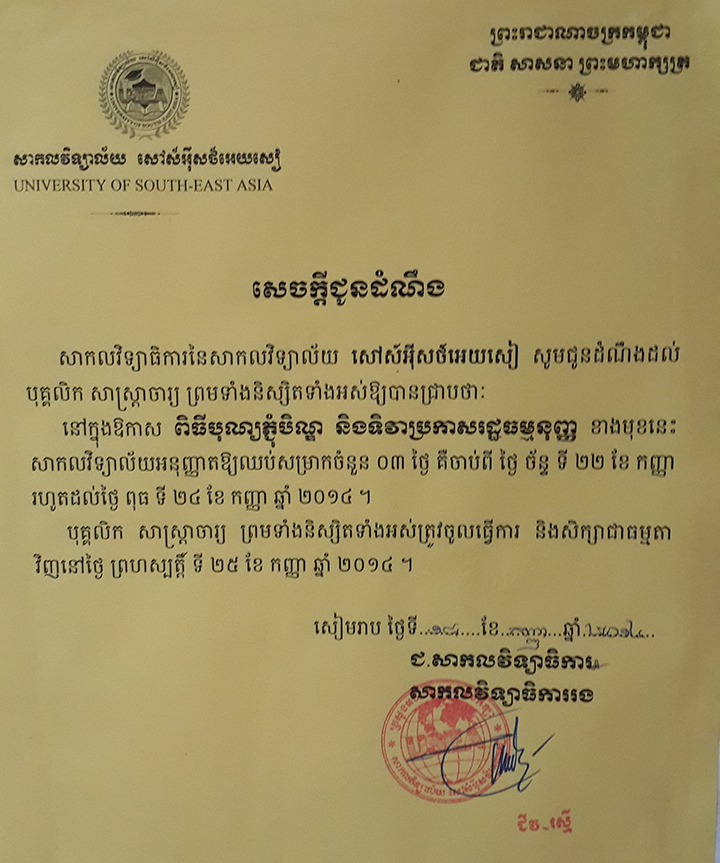 ព្រះរាជាណាចក្រកម្ពុជា
ជាតិ សាសនា ព្រះមហាក្សត្រ
សាកលវិទ្យាល័យ សៅស៍អ៊ីសថ៍អេយសៀ
UNIVERSITY OF SOUTH-EAST ASIA
សេចក្តីជូនដំណឹង
សាកលវិទ្យាធិការនៃសាកលវិទ្យាល័យ សៅស៍អ៊ីសថ៍អេយសៀ សូមជូនដំណឹងដល់
បុគ្គលិក សាស្ត្រាចារ្យ ព្រមទាំងនិស្សិតទាំងអស់ឱ្យបានជ្រាបថាៈ
នៅក្នុងឱកាស ពិធីបុណ្យភ្ជុំបិណ្ឌ និងទិវាប្រកាសរដ្ឋធម្មនុញ្ញ ខាងមុខនេះ
សាកលវិទ្យាល័យអនុញ្ញាតឱ្យឈប់សម្រាកចំនួន ០៣ ថ្ងៃ គឺចាប់ពី ថ្ងៃ ច័ន្ទ ទី ២២ ខែ កញ្ញា
រហូតដល់ថ្ងៃ ពុធ ទី ២៤ ខែ កញ្ញា ឆ្នាំ ២០១៤ ។
បុគ្គលិក សាស្ត្រាចារ្យ ព្រមទាំងនិស្សិតទាំងអស់ត្រូវចូលធ្វើការ និងសិក្សាជាធម្មតា
វិញនៅថ្ងៃ ព្រហស្បតិ៍ ទី ២៥ ខែ កញ្ញា ឆ្នាំ ២០១៤ ។
សៀមរាប ថ្ងៃទី..១៨....ខែ..កញ្ញា...ឆ្នាំ.២០១៤..
ជ.សាកលវិទ្យាធិការ
សាកលវិទ្យាធិការរង